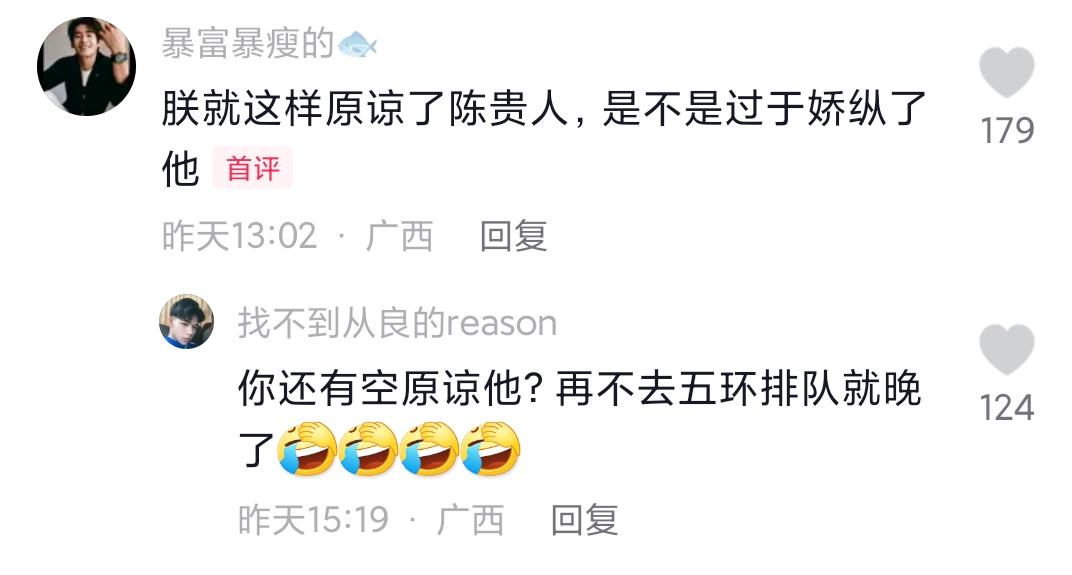 暴富暴瘦的🐟
朕就这样原谅了陈贵人，是不是过于娇纵了
他 首评
179
昨天13:02 · 广西 回复
找不到从良的reason
你还有空原谅他？再不去五环排队就晚
了🤣🤣🤣🤣
124
昨天15:19 · 广西 回复